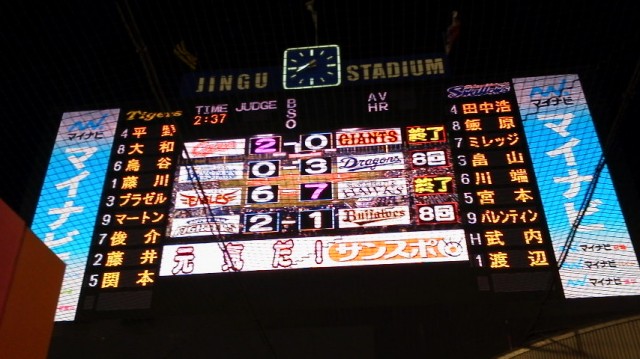 JINGU STADIUM
Tigers
TIME JUDGE B AV
2:37 S HR
O
Swallows
4 平 野
8 大 和
6 鳥 谷
1 藤 川
3 ブラゼル
9 マートン
7 俊 介
2 藤 井
5 関 本
2-0 GIANTS 終了
0-3 Dragons 8回
EAGLES 6-7 HAWKS 終了
2-1 Buffaloes 8回
元気だー! サンスポ
4 田中浩
8 飯 原
7 ミレッジ
3 畠 山
6 川 端
5 宮 本
9 バレンティン
H 武 内
1 渡 辺
マイナビ
マイナビ
マイナビ
マイナビ